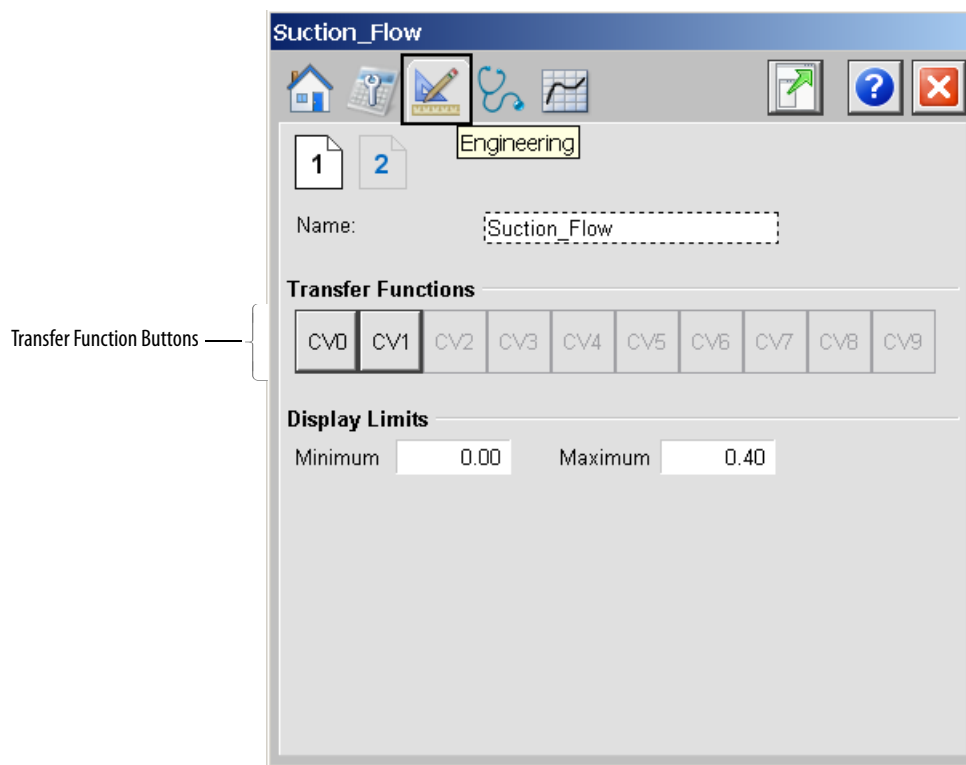 Suction_Flow
?
Engineering
1 2
Name: Suction_Flow
Transfer Functions
Transfer Function Buttons
CV0 CV1 CV2 CV3 CV4 CV5 CV6 CV7 CV8 CV9
Display Limits
Minimum 0.00 Maximum 0.40